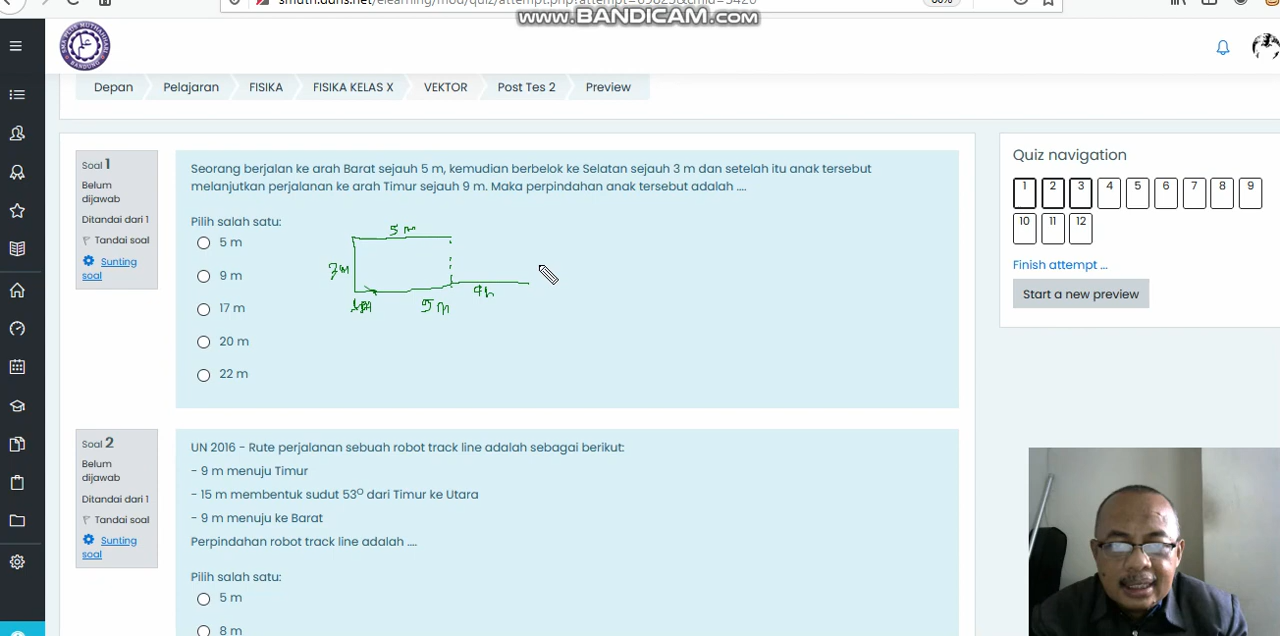 www.BANDICAM.com
Depan
Pelajaran
FISIKA
FISIKA KELAS X
VEKTOR
Post Tes 2
Preview
Soal 1
Belum
dijawab
Ditandai dari 1
Tandai soal
Sunting
soal
Seorang berjalan ke arah Barat sejauh 5 m, kemudian berbelok ke Selatan sejauh 3 m dan setelah itu anak tersebut
melanjutkan perjalanan ke arah Timur sejauh 9 m. Maka perpindahan anak tersebut adalah ....
Pilih salah satu:
5 m
9 m
17 m
20 m
22 m
5 m
5 m
Quiz navigation
1 2 3 4 5 6 7 8 9
10 11 12
Finish attempt ...
Start a new preview
Soal 2
Belum
dijawab
Ditandai dari 1
Tandai soal
Sunting
soal
UN 2016 - Rute perjalanan sebuah robot track line adalah sebagai berikut:
- 9 m menuju Timur
- 15 m membentuk sudut 53⁰ dari Timur ke Utara
- 9 m menuju ke Barat
Perpindahan robot track line adalah ....
Pilih salah satu:
5 m
8 m